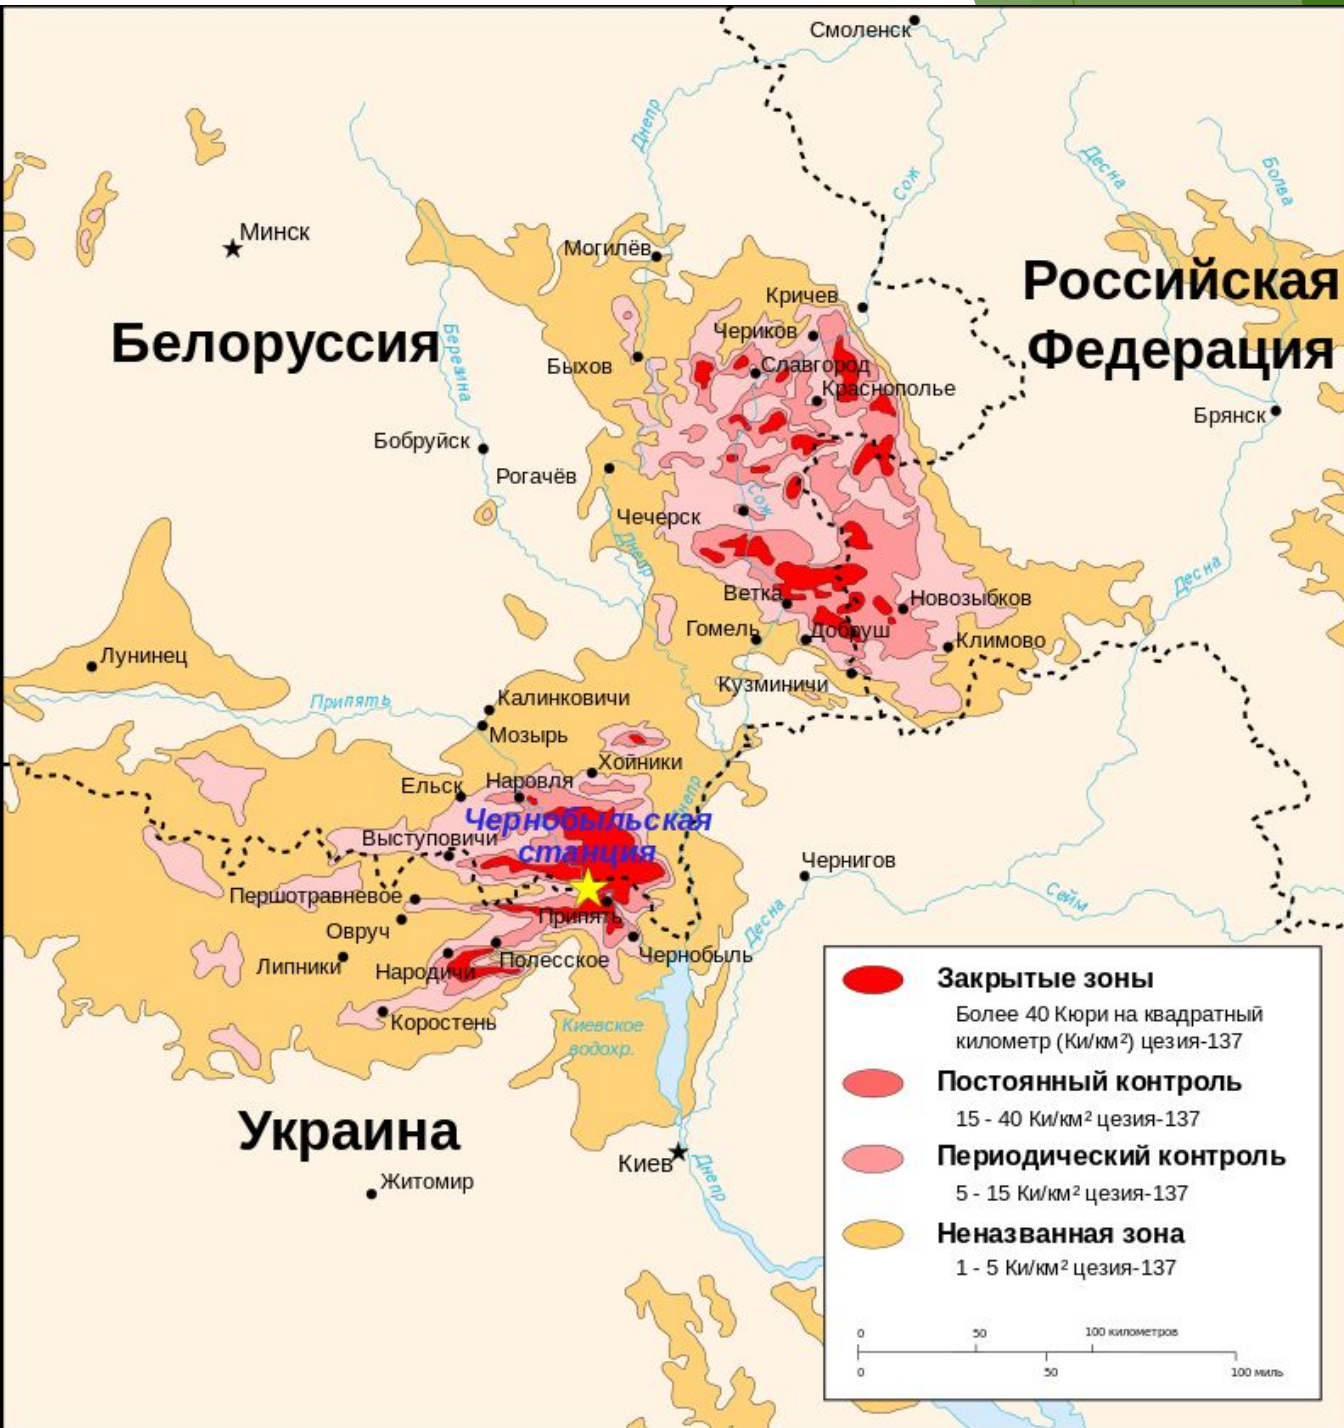 Смоленск
Днепр
Сож
Десна
Болва
Минск
Могилёв
Российская
Федерация
Кричев
Белоруссия
Березина
Чериков
Быхов
Славгород
Краснополье
Брянск
Бобруйск
Рогачёв
Сож
Чечерск
Днепр
Десна
Ветка
Новозыбков
Гомель
Добруш
Климово
Лунинец
Кузминичи
Припять
Калинковичи
Мозырь
Хойники
Ельск
Наровля
Днепр
Чернобыльская
станция
Выступовичи
Чернигов
Першотравневое
Сейм
Припять
Десна
Овруч
Чернобыль
Липники
Народичи
Полесское
Коростень
Киевское
водохр.
Украина
Киев
Днепр
Житомир
Закрытые зоны
Более 40 Кюри на квадратный
километр (Ки/км²) цезия-137
Постоянный контроль
15 - 40 Ки/км² цезия-137
Периодический контроль
5 - 15 Ки/км² цезия-137
Неназванная зона
1 - 5 Ки/км² цезия-137
0 50 100 километров
0 50 100 миль